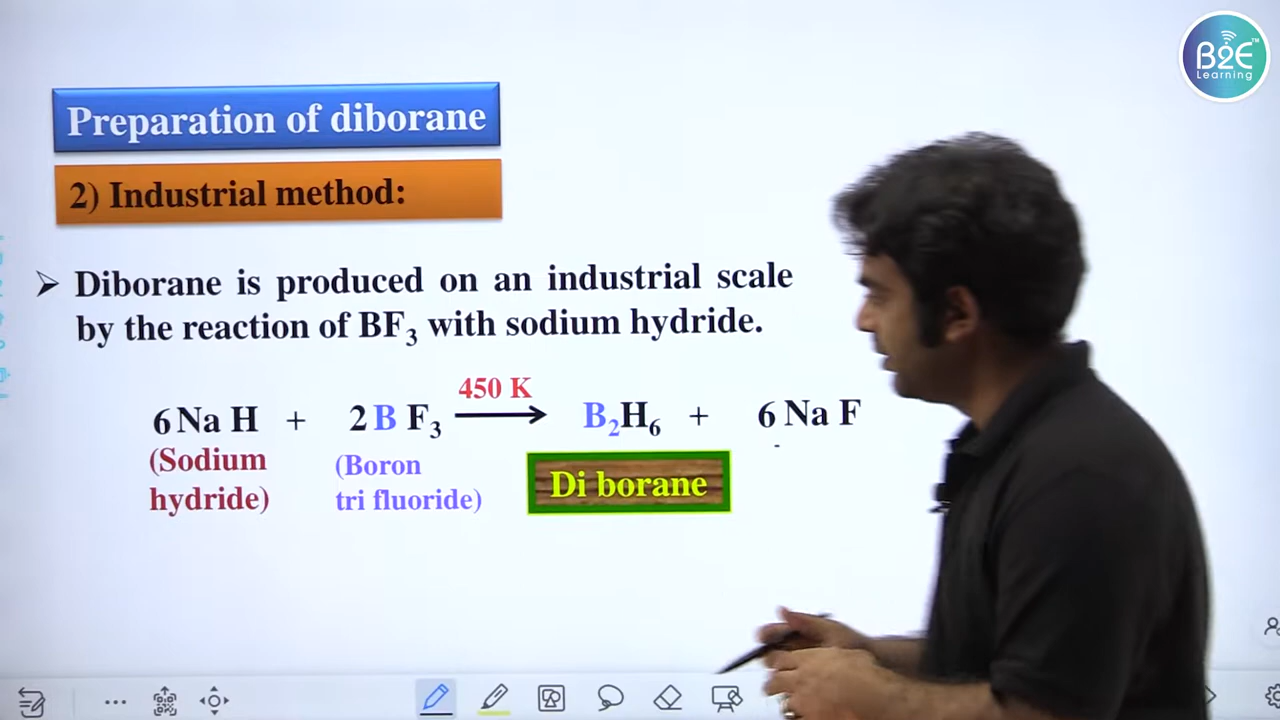 B2E™
Learning
Preparation of diborane
2) Industrial method:
➤ Diborane is produced on an industrial scale
by the reaction of BF₃ with sodium hydride.
450 K
6 Na H + 2 B F₃ ⟶ B₂H₆ + 6 Na F
(Sodium
hydride)
(Boron
tri fluoride)
Di borane